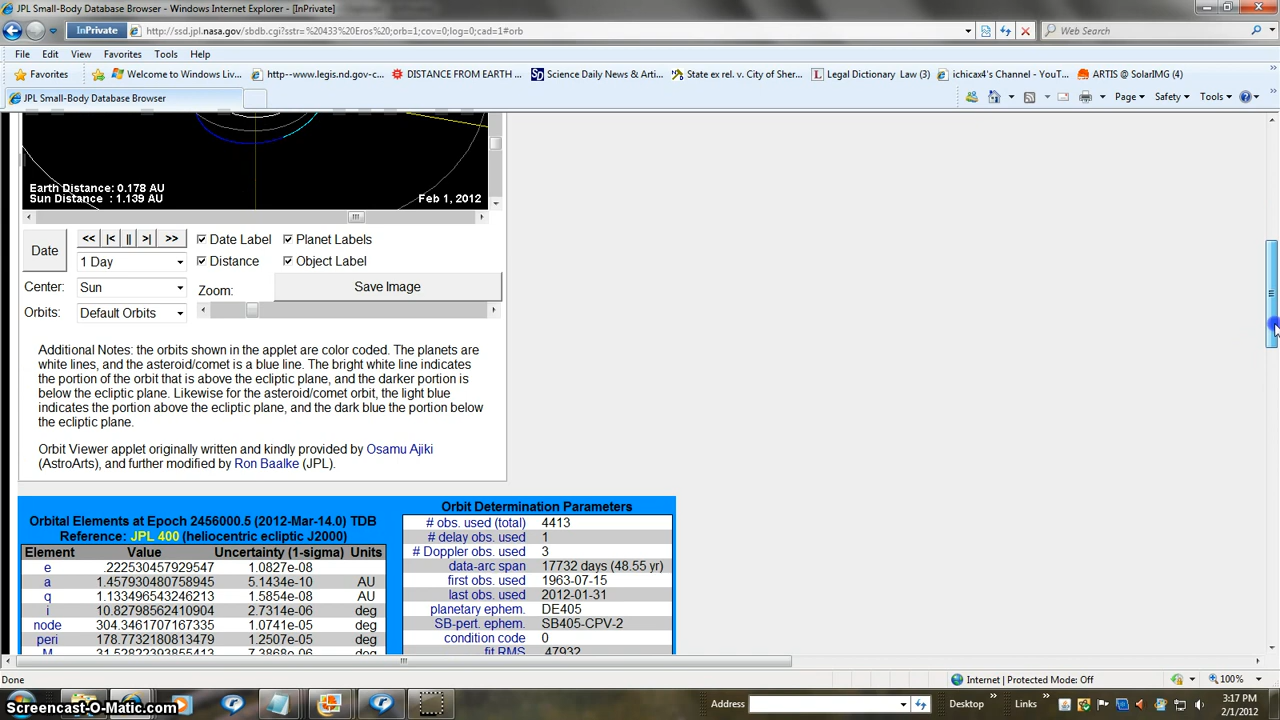 JPL Small-Body Database Browser - Windows Internet Explorer - [InPrivate]
InPrivate
http://ssd.jpl.nasa.gov/sbdb.cgi?sstr=%20433%20Eros%20;orb=1;cov=0;log=0;cad=1#orb
Web Search
File Edit View Favorites Tools Help
Favorites
Welcome to Windows Liv...
http--www.legis.nd.gov-c...
DISTANCE FROM EARTH ...
Science Daily News & Arti...
State ex rel. v. City of Sher...
Legal Dictionary Law (3)
ichicax4's Channel - YouT...
ARTIS @ SolarIMG (4)
JPL Small-Body Database Browser
Page Safety Tools
Earth Distance: 0.178 AU
Sun Distance : 1.139 AU
Feb 1, 2012
Date
<< |< || >| >>
Date Label
Planet Labels
1 Day
Distance
Object Label
Center: Sun
Zoom:
Save Image
Orbits: Default Orbits
Additional Notes: the orbits shown in the applet are color coded. The planets are
white lines, and the asteroid/comet is a blue line. The bright white line indicates
the portion of the orbit that is above the ecliptic plane, and the darker portion is
below the ecliptic plane. Likewise for the asteroid/comet orbit, the light blue
indicates the portion above the ecliptic plane, and the dark blue the portion below
the ecliptic plane.
Orbit Viewer applet originally written and kindly provided by Osamu Ajiki
(AstroArts), and further modified by Ron Baalke (JPL).
Orbital Elements at Epoch 2456000.5 (2012-Mar-14.0) TDB
Reference: JPL 400 (heliocentric ecliptic J2000)
Element Value Uncertainty (1-sigma) Units
e .222530457929547 1.0827e-08
a 1.457930480758945 5.1434e-10 AU
q 1.133496543246213 1.5854e-08 AU
i 10.82798562410904 2.7314e-06 deg
node 304.3461707167335 1.0741e-05 deg
peri 178.7732180813479 1.2507e-05 deg
M 31.52822393855413 7.3868e-06 deg
Orbit Determination Parameters
# obs. used (total) 4413
# delay obs. used 1
# Doppler obs. used 3
data-arc span 17732 days (48.55 yr)
first obs. used 1963-07-15
last obs. used 2012-01-31
planetary ephem. DE405
SB-pert. ephem. SB405-CPV-2
condition code 0
fit RMS .47932
Done
Internet | Protected Mode: Off
100%
Screencast-O-Matic.com
Address
Desktop
Links
3:17 PM
2/1/2012